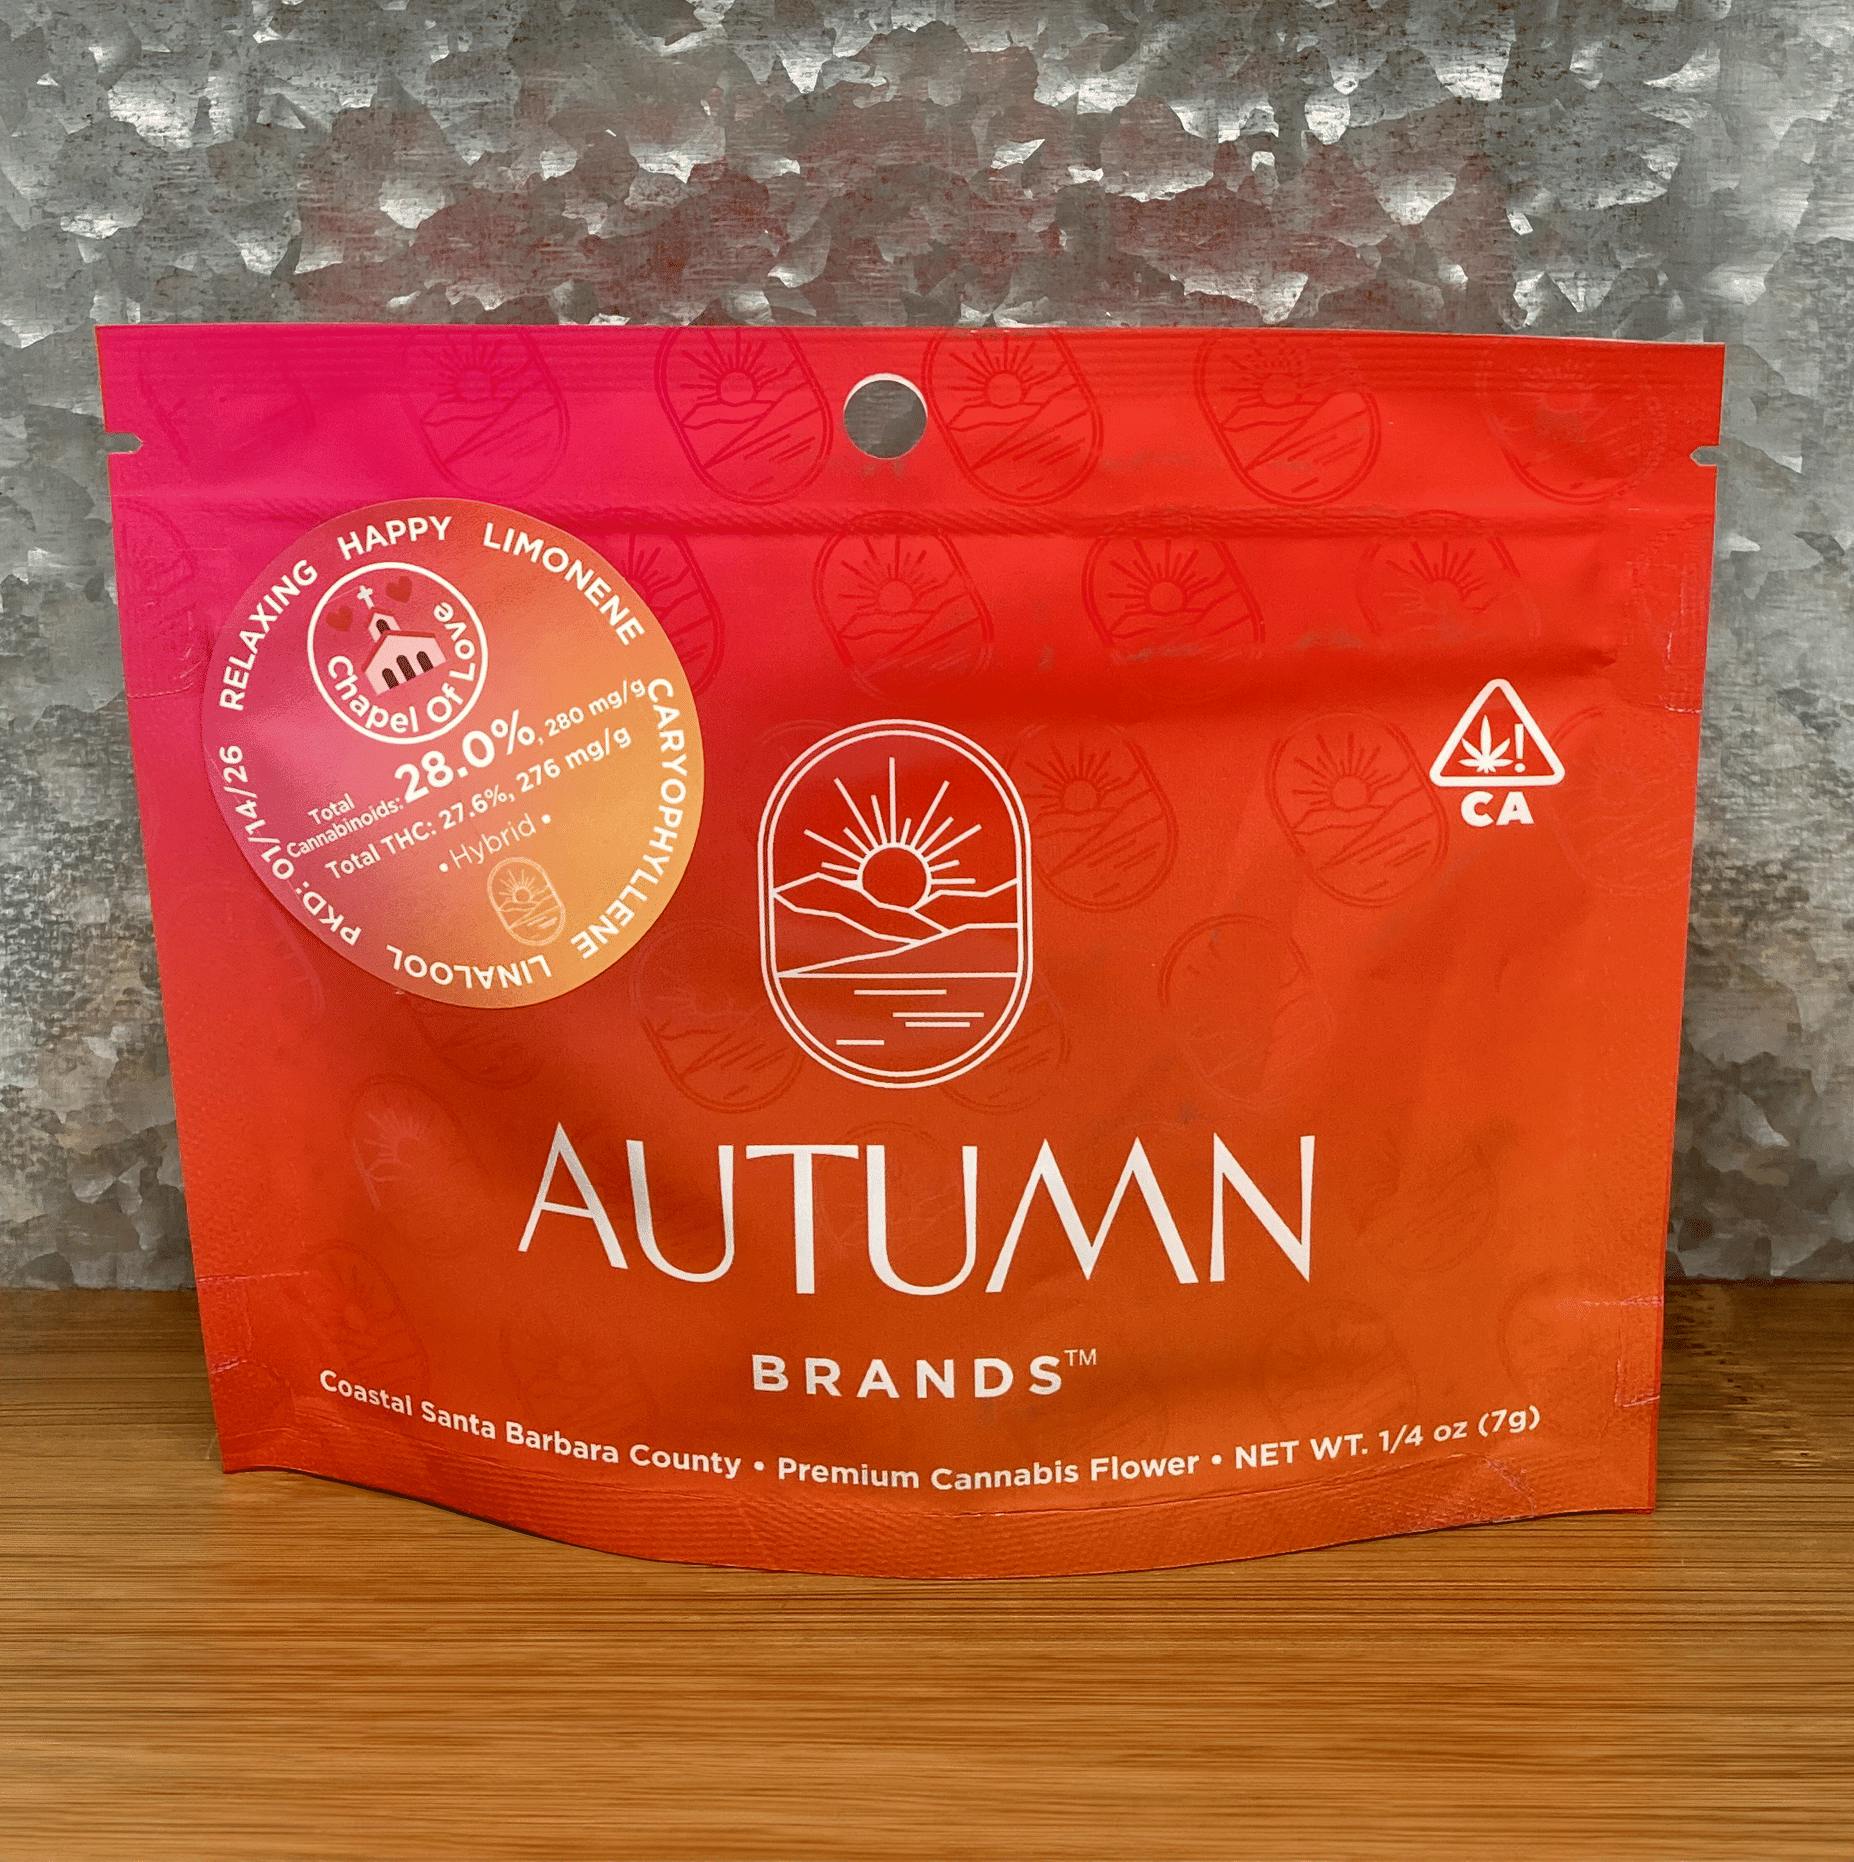 RELAXING HAPPY LIMONENE CARYOPHYLLENE LINALOOL PKD: 01/14/26
Chapel Of Love
Total Cannabinoids: 28.0%, 280 mg/g
Total THC: 27.6%, 276 mg/g
• Hybrid •
CA
AUTUMN
BRANDS™
Coastal Santa Barbara County • Premium Cannabis Flower • NET WT. 1/4 oz (7g)